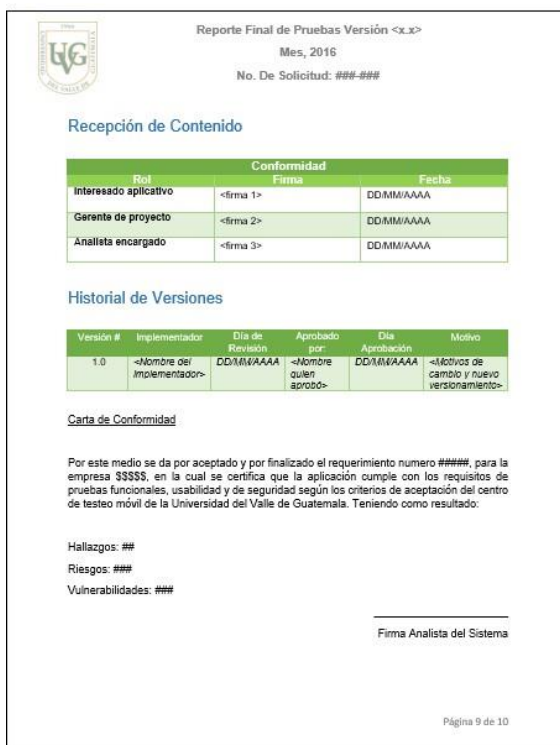 Reporte Final de Pruebas Versión <x.x>
Mes, 2016
No. De Solicitud: ###-###
UVG
Recepción de Contenido
Conformidad
Rol Firma Fecha
Interesado aplicativo <firma 1> DD/MM/AAAA
Gerente de proyecto <firma 2> DD/MM/AAAA
Analista encargado <firma 3> DD/MM/AAAA
Historial de Versiones
Versión # Implementador Día de Revisión Aprobado por: Día Aprobación Motivo
1.0 <Nombre del implementador> DD/MM/AAAA <Nombre quien aprobó> DD/MM/AAAA <Motivos de cambio y nuevo versionamiento>
Carta de Conformidad
Por este medio se da por aceptado y por finalizado el requerimiento numero #####, para la
empresa $$$$$, en la cual se certifica que la aplicación cumple con los requisitos de
pruebas funcionales, usabilidad y de seguridad según los criterios de aceptación del centro
de testeo móvil de la Universidad del Valle de Guatemala. Teniendo como resultado:
Hallazgos: ##
Riesgos: ###
Vulnerabilidades: ###
Firma Analista del Sistema
Página 9 de 10